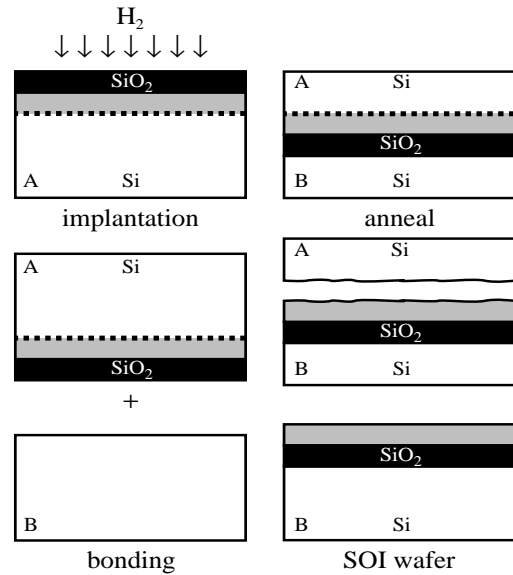 H₂
↓ ↓ ↓ ↓ ↓ ↓ ↓
SiO₂
A Si
implantation
A Si
SiO₂
+
B
bonding
A Si
SiO₂
B Si
anneal
A Si
SiO₂
B Si
SiO₂
B Si
SOI wafer